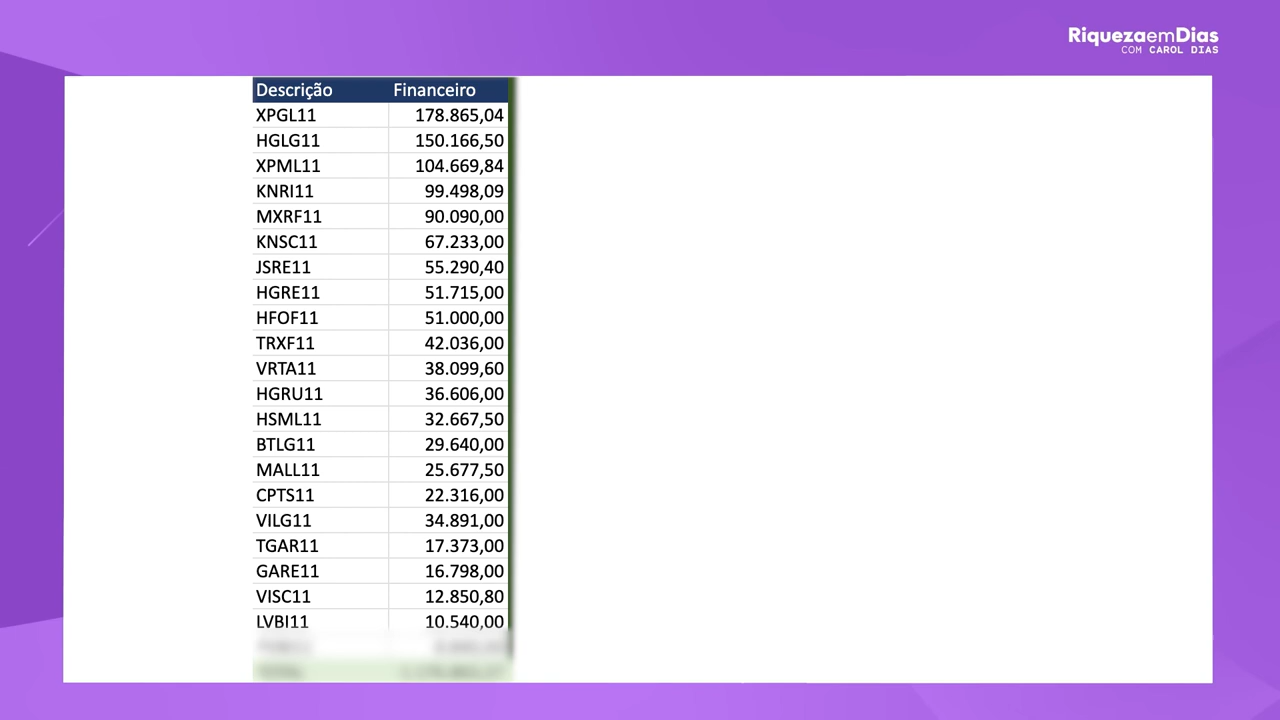 RiquezaemDias
COM CAROL DIAS
Descrição Financeiro
XPGL11 178.865,04
HGLG11 150.166,50
XPML11 104.669,84
KNRI11 99.498,09
MXRF11 90.090,00
KNSC11 67.233,00
JSRE11 55.290,40
HGRE11 51.715,00
HFOF11 51.000,00
TRXF11 42.036,00
VRTA11 38.099,60
HGRU11 36.606,00
HSML11 32.667,50
BTLG11 29.640,00
MALL11 25.677,50
CPTS11 22.316,00
VILG11 34.891,00
TGAR11 17.373,00
GARE11 16.798,00
VISC11 12.850,80
LVBI11 10.540,00